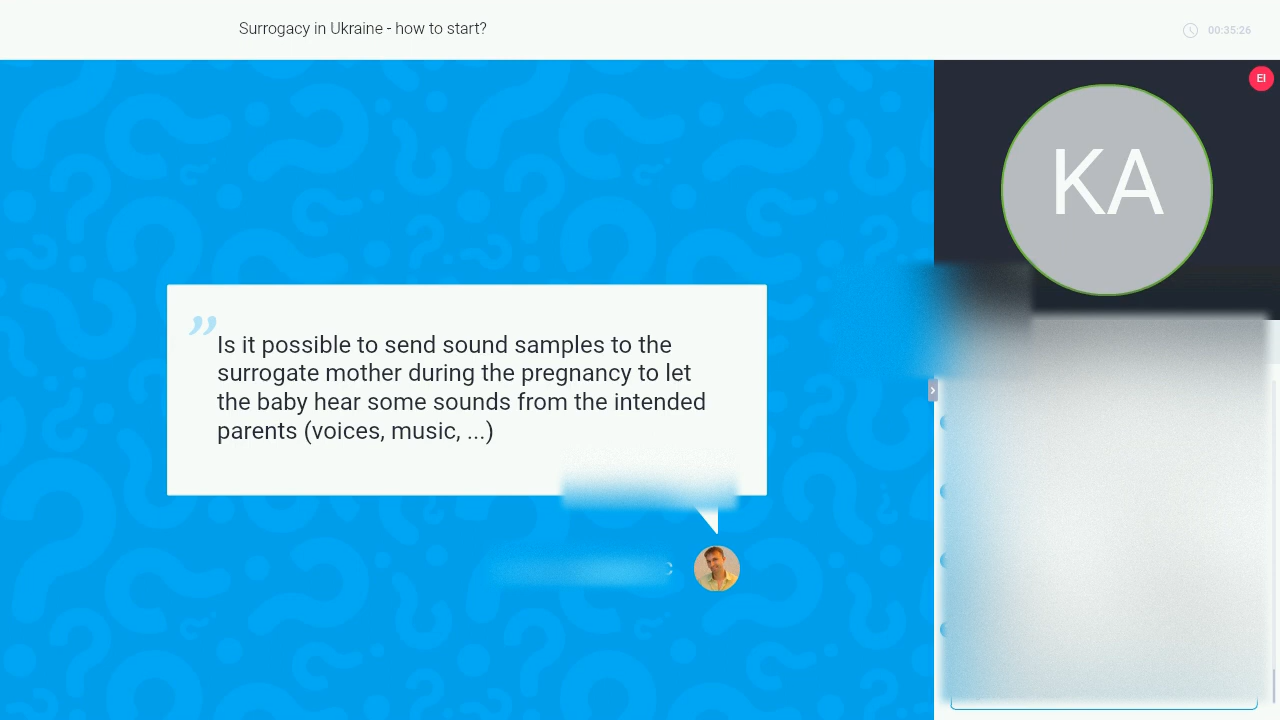 Surrogacy in Ukraine - how to start?
00:35:26
EI
KA
”
Is it possible to send sound samples to the
surrogate mother during the pregnancy to let
the baby hear some sounds from the intended
parents (voices, music, ...)